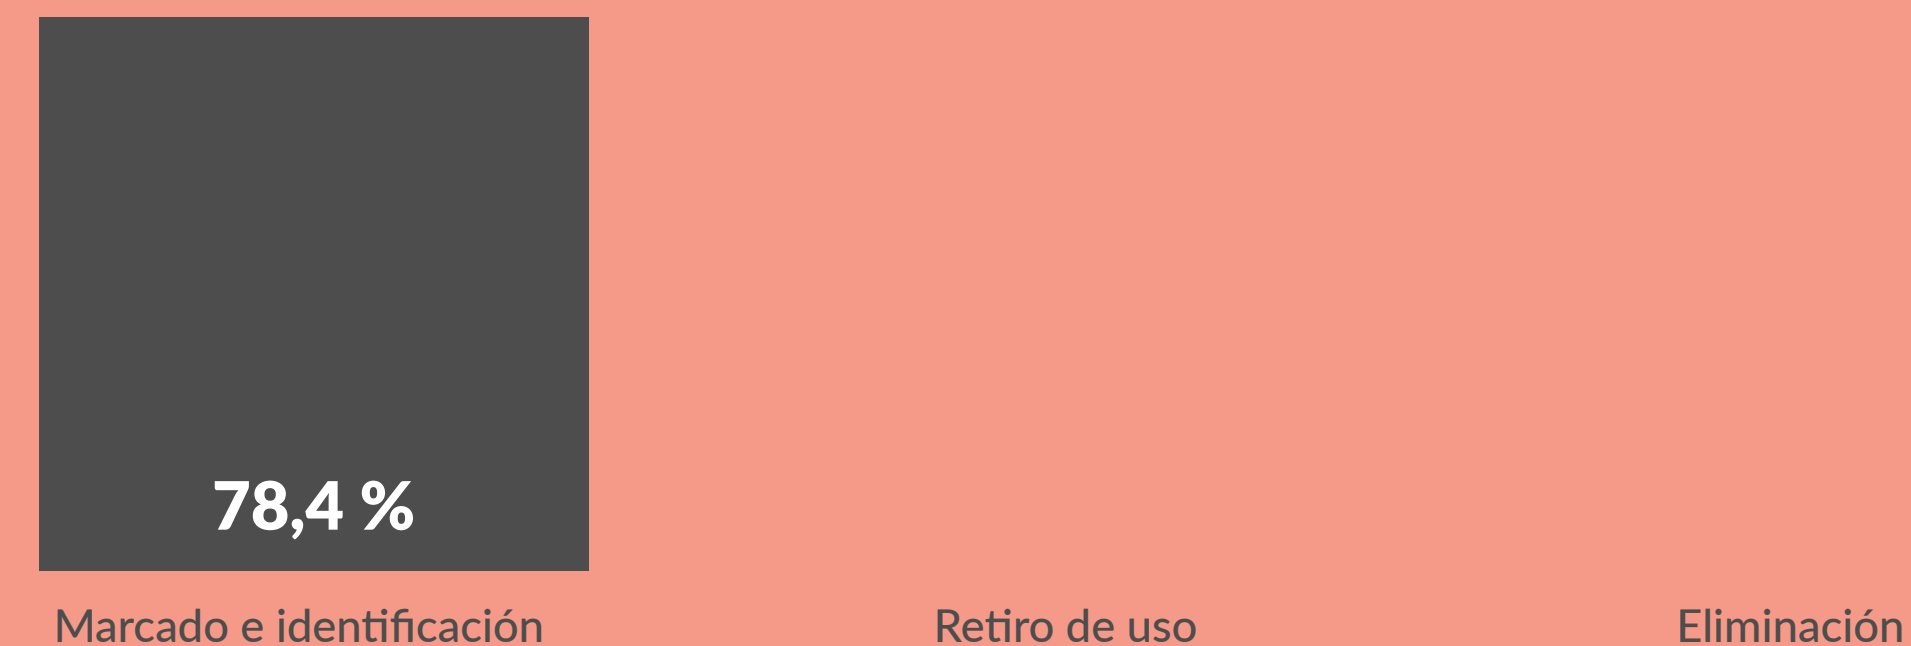 78,4 %
Marcado e identificación Retiro de uso Eliminación